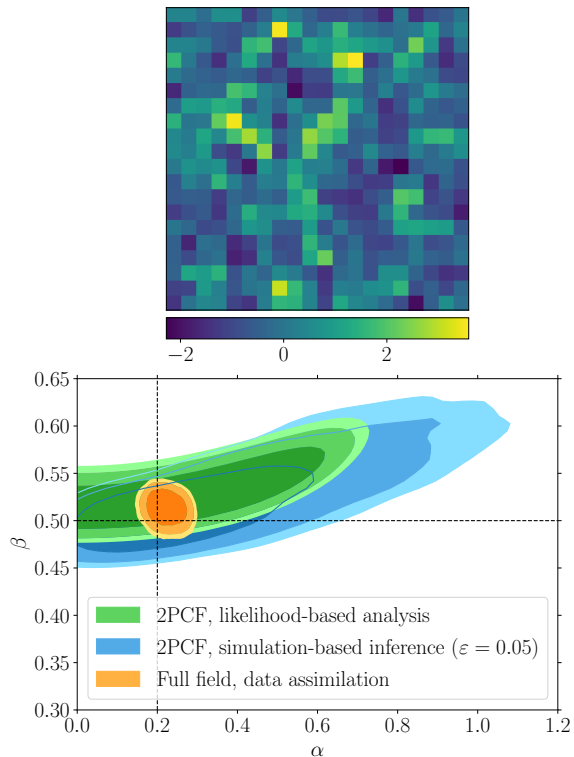 −2 0 2
0.65
0.60
0.55
0.50
0.45
0.40
0.35
0.30
β
2PCF, likelihood-based analysis
2PCF, simulation-based inference (ε = 0.05)
Full field, data assimilation
0.0 0.2 0.4 0.6 0.8 1.0 1.2
α